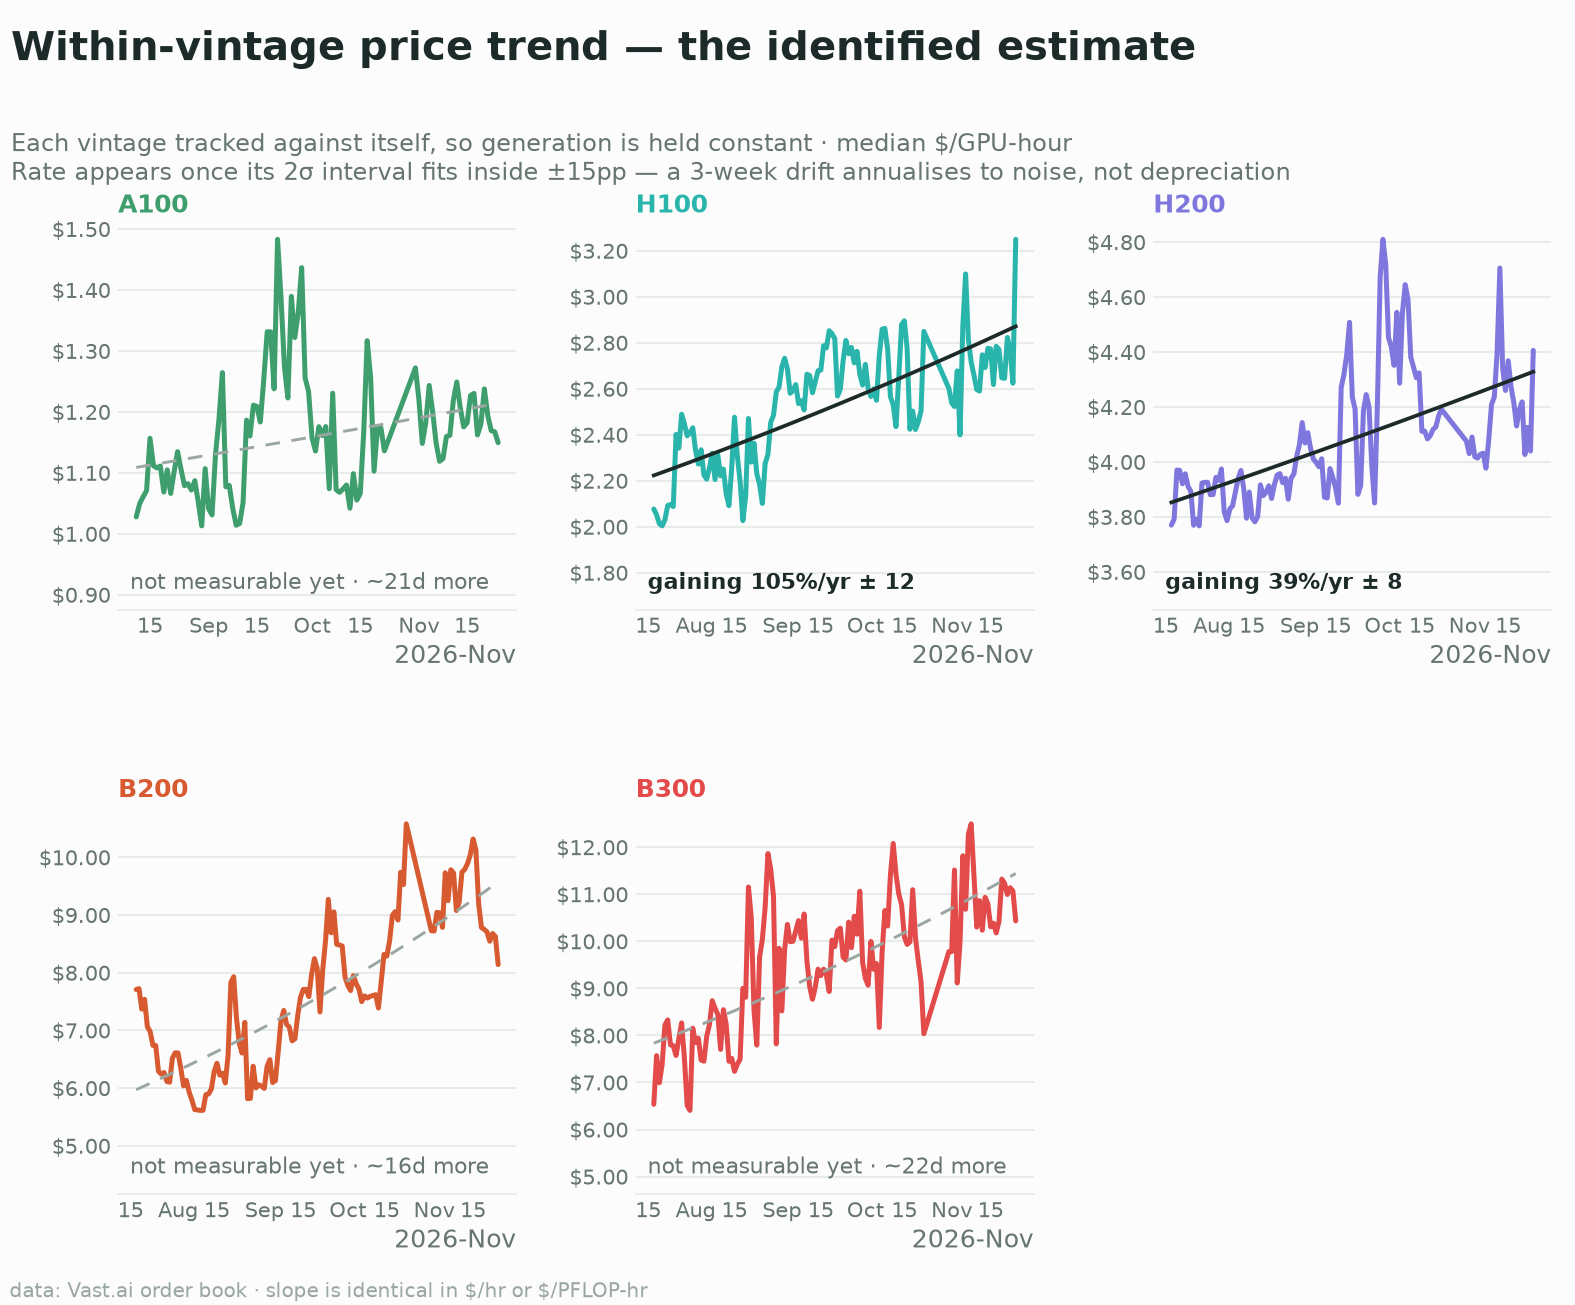 Within-vintage price trend — the identified estimate
Each vintage tracked against itself, so generation is held constant · median $/GPU-hour
Rate appears once its 2σ interval fits inside ±15pp — a 3-week drift annualises to noise, not depreciation
A100
$1.50
$1.40
$1.30
$1.20
$1.10
$1.00
$0.90
not measurable yet · ~21d more
15 Sep 15 Oct 15 Nov 15
2026-Nov
H100
$3.20
$3.00
$2.80
$2.60
$2.40
$2.20
$2.00
$1.80
gaining 105%/yr ± 12
15 Aug 15 Sep 15 Oct 15 Nov 15
2026-Nov
H200
$4.80
$4.60
$4.40
$4.20
$4.00
$3.80
$3.60
gaining 39%/yr ± 8
15 Aug 15 Sep 15 Oct 15 Nov 15
2026-Nov
B200
$10.00
$9.00
$8.00
$7.00
$6.00
$5.00
not measurable yet · ~16d more
15 Aug 15 Sep 15 Oct 15 Nov 15
2026-Nov
B300
$12.00
$11.00
$10.00
$9.00
$8.00
$7.00
$6.00
$5.00
not measurable yet · ~22d more
15 Aug 15 Sep 15 Oct 15 Nov 15
2026-Nov
data: Vast.ai order book · slope is identical in $/hr or $/PFLOP-hr